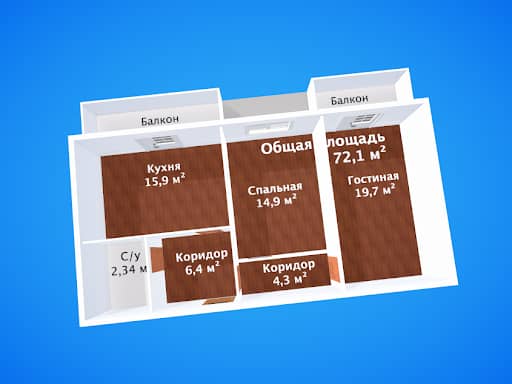 Балкон
Балкон
Общая площадь
72,1 м²
Кухня
15,9 м²
Спальная
14,9 м²
Гостиная
19,7 м²
С/у
2,34 м
Коридор
6,4 м²
Коридор
4,3 м²